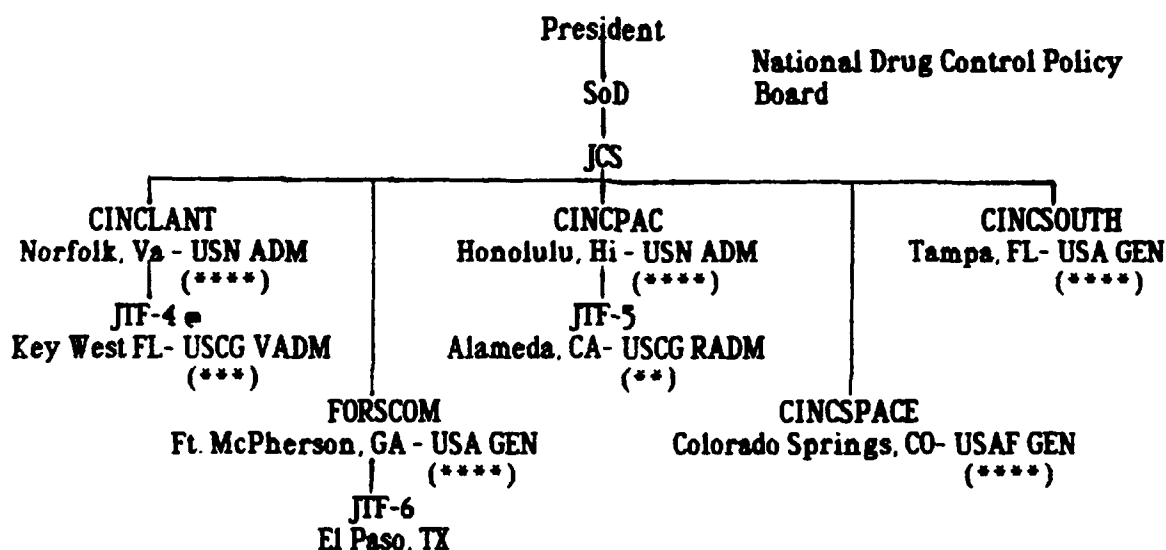 President
National Drug Control Policy
Board
SoD
JCS
CINCLANT
Norfolk, Va - USN ADM
(****)
JTF-4
Key West FL- USCG VADM
(***)
CINCPAC
Honolulu, Hi - USN ADM
(****)
JTF-5
Alameda, CA- USCG RADM
(**)
CINCSOUTH
Tampa, FL- USA GEN
(****)
FORSCOM
Ft. McPherson, GA - USA GEN
(****)
JTF-6
El Paso, TX
CINCSPACE
Colorado Springs, CO- USAF GEN
(****)